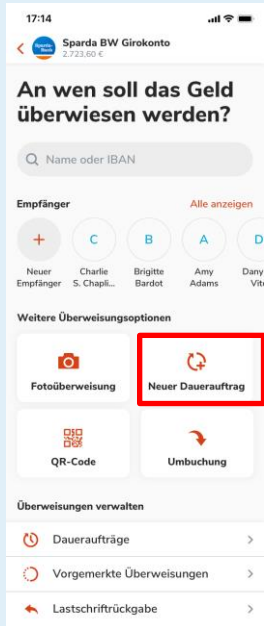 17:14
Sparda BW Girokonto
2.723,60 €
An wen soll das Geld
überwiesen werden?
Name oder IBAN
Empfänger Alle anzeigen
+ C B A D
Neuer Charlie Brigitte Amy Dany
Empfänger S. Chapli... Bardot Adams Vito
Weitere Überweisungsoptionen
Fotoüberweisung Neuer Dauerauftrag
QR-Code Umbuchung
Überweisungen verwalten
Daueraufträge
Vorgemerkte Überweisungen
Lastschriftrückgabe